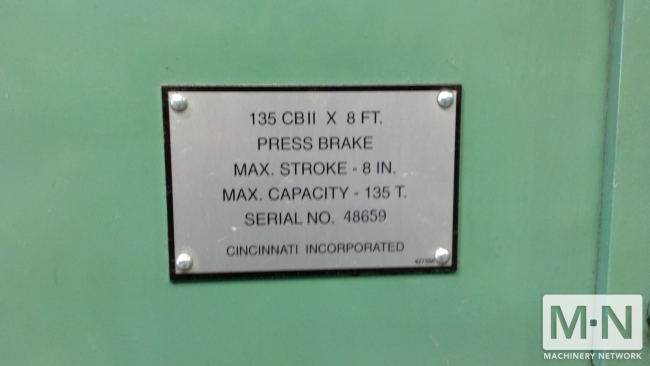 135 CBII X 8 FT.
PRESS BRAKE
MAX. STROKE - 8 IN.
MAX. CAPACITY - 135 T.
SERIAL NO. 48659
CINCINNATI INCORPORATED
M·N
MACHINERY NETWORK